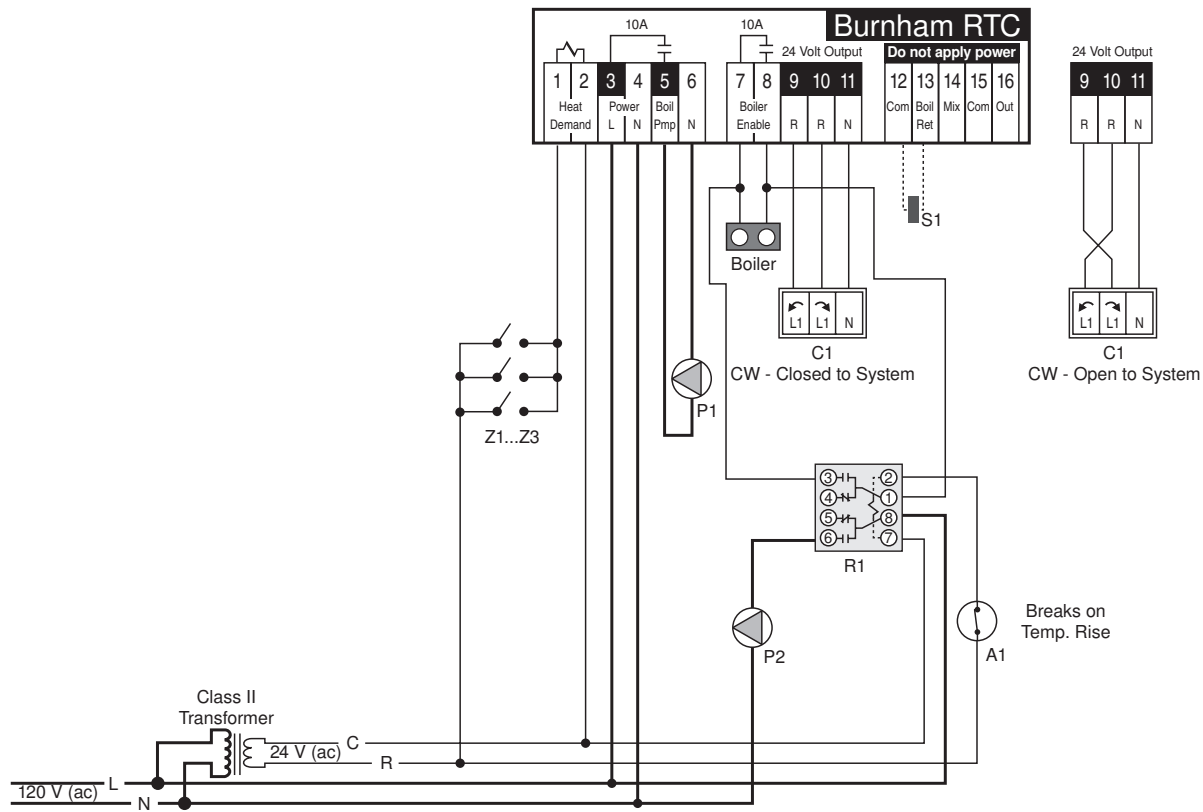 Burnham RTC
10A
10A
24 Volt Output
Do not apply power
24 Volt Output
1 2 3 4 5 6 7 8 9 10 11 12 13 14 15 16
9 10 11
Heat
Demand
Power
L N
Boil
Pmp
N
Boiler
Enable
R R N
Com
Boil
Ret
Mix
Com
Out
R R N
S1
Boiler
L1 L1 N
C1
CW - Closed to System
L1 L1 N
C1
CW - Open to System
Z1...Z3
P1
3 2
4 1
5 8
6 7
R1
P2
Breaks on
Temp. Rise
A1
Class II
Transformer
24 V (ac)
C
R
120 V (ac)
L
N